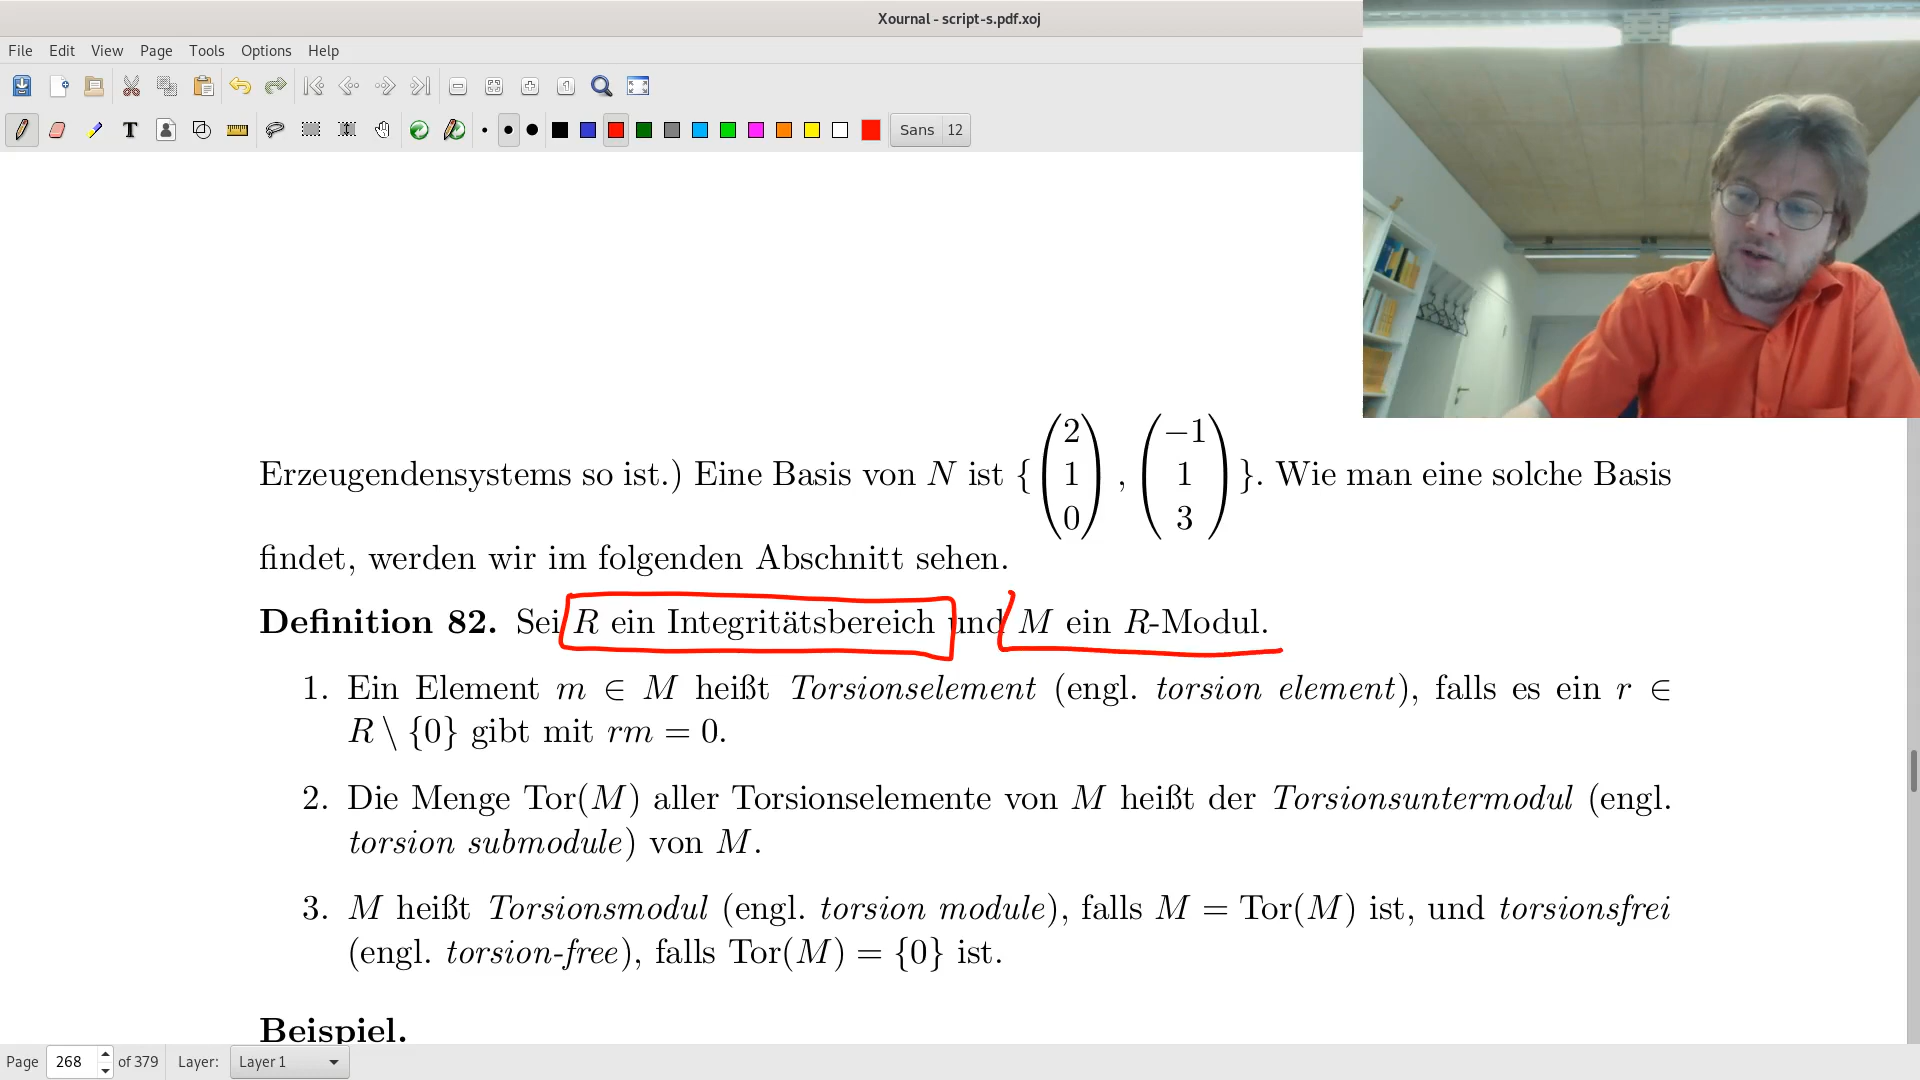 Xournal - script-s.pdf.xoj
File Edit View Page Tools Options Help
T Sans 12
Erzeugendensystems so ist.) Eine Basis von N ist {(2 1 0), (−1 1 3)}. Wie man eine solche Basis
findet, werden wir im folgenden Abschnitt sehen.
Definition 82. Sei R ein Integritätsbereich und M ein R-Modul.
1. Ein Element m ∈ M heißt Torsionselement (engl. torsion element), falls es ein r ∈
R \ {0} gibt mit rm = 0.
2. Die Menge Tor(M) aller Torsionselemente von M heißt der Torsionsuntermodul (engl.
torsion submodule) von M.
3. M heißt Torsionsmodul (engl. torsion module), falls M = Tor(M) ist, und torsionsfrei
(engl. torsion-free), falls Tor(M) = {0} ist.
Beispiel.
Page 268 of 379 Layer: Layer 1